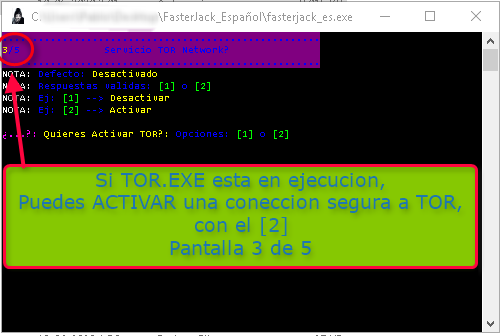 \FasterJack_Español\fasterjack_es.exe
3/5 Servicio TOR Network?
NOTA: Defecto: Desactivado
NOTA: Respuestas validas: [1] o [2]
NOTA: Ej: [1] --> Desactivar
NOTA: Ej: [2] --> Activar
¿...?: Quieres Activar TOR?: Opciones: [1] o [2]
Si TOR.EXE esta en ejecucion,
Puedes ACTIVAR una coneccion segura a TOR,
con el [2]
Pantalla 3 de 5